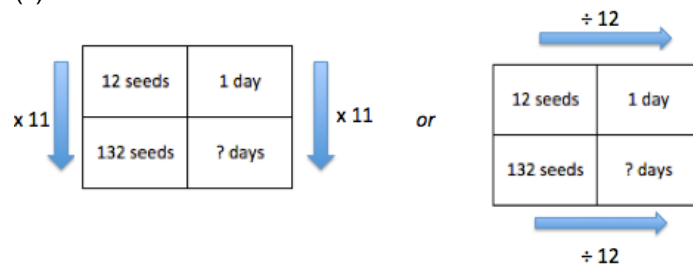 ÷ 12
12 seeds 1 day
x 11 x 11
132 seeds ? days
or
12 seeds 1 day
132 seeds ? days
÷ 12